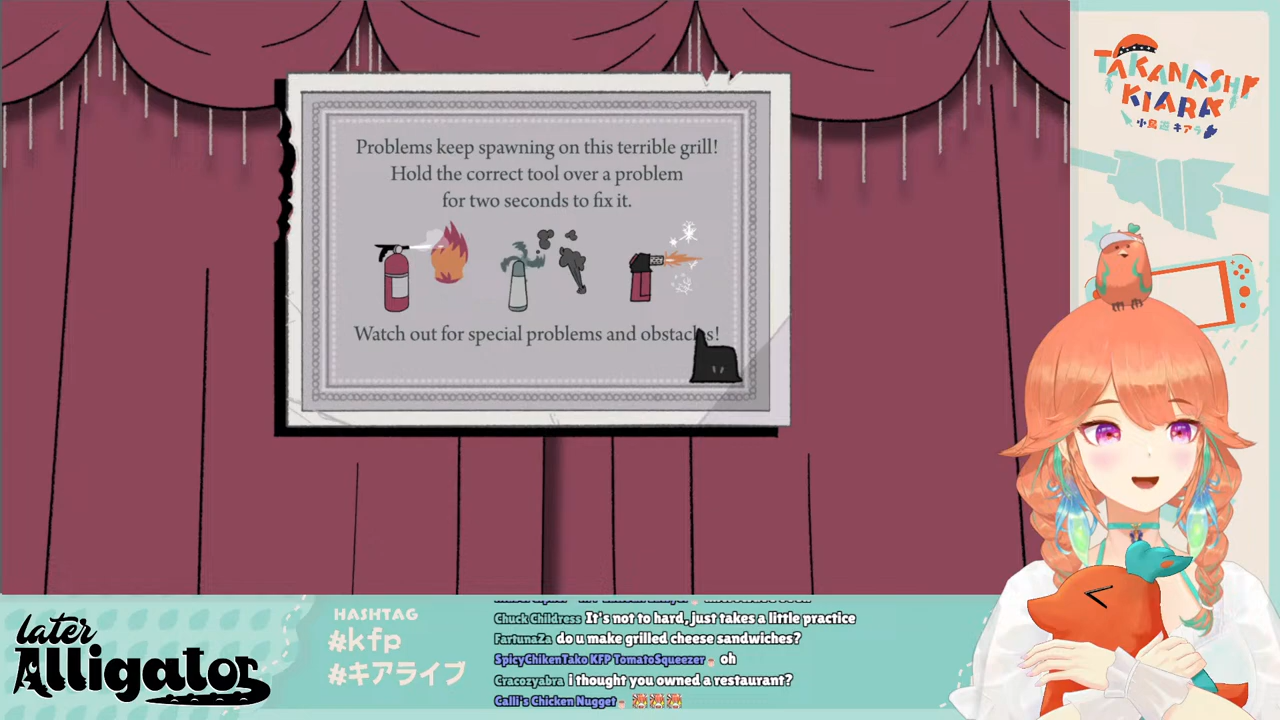 Problems keep spawning on this terrible grill!
Hold the correct tool over a problem
for two seconds to fix it.
Watch out for special problems and obstacles!
TAKANASHI
KIARA
小鳥遊キアラ
later
Alligator
HASHTAG
#kfp
#キアライブ
Chuck Childress It's not to hard, just takes a little practice
FartunaZa do u make grilled cheese sandwiches?
SpicyChikenTako KFP TomatoSqueezer oh
Cracozyabra i thought you owned a restaurant?
Calli's Chicken Nugget